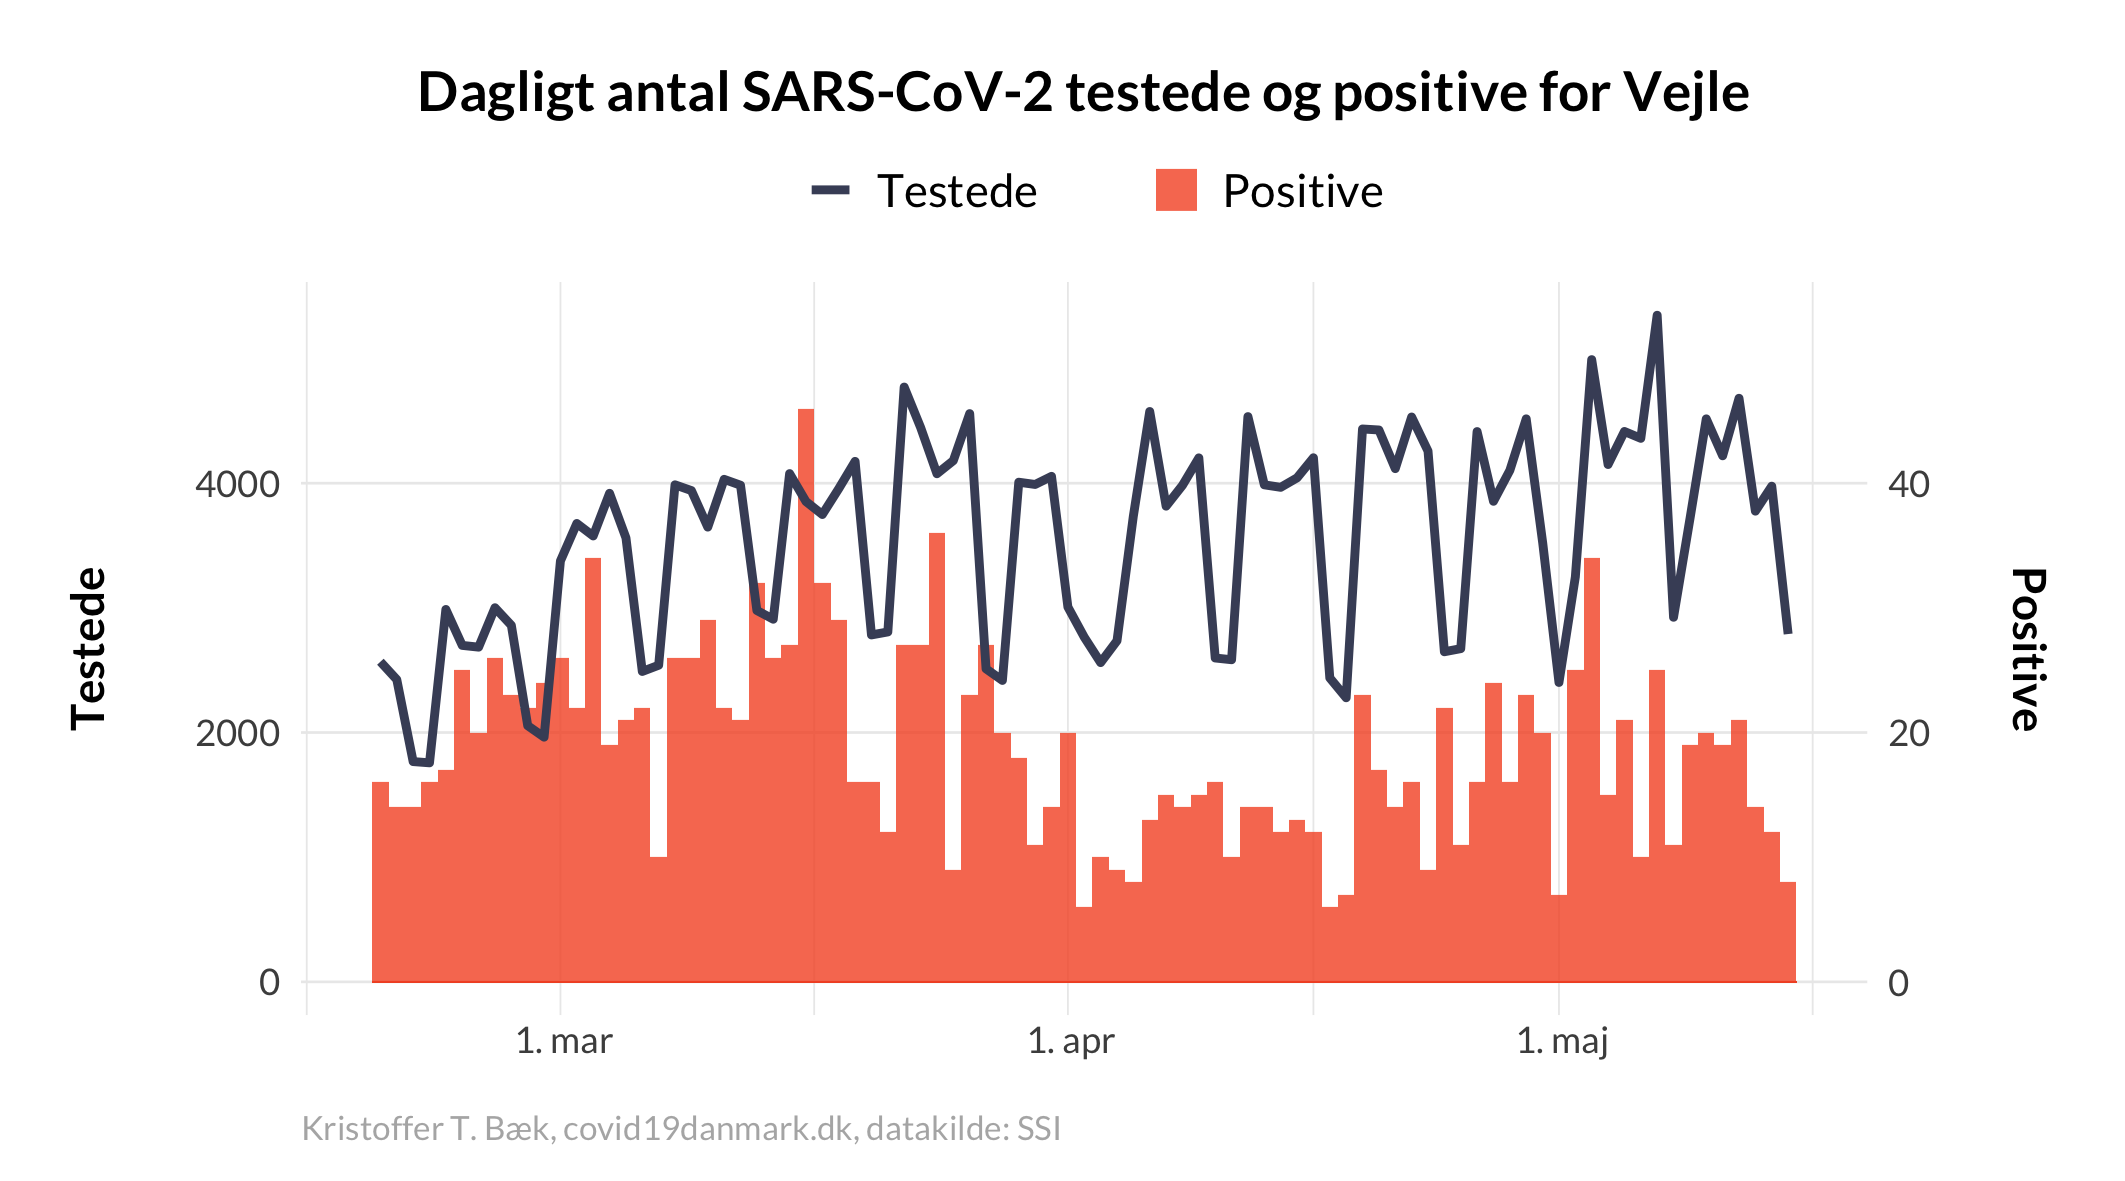 Dagligt antal SARS-CoV-2 testede og positive for Vejle
Testede
Positive
Testede
4000
2000
0
40
20
0
Positive
1. mar
1. apr
1. maj
Kristoffer T. Bæk, covid19danmark.dk, datakilde: SSI